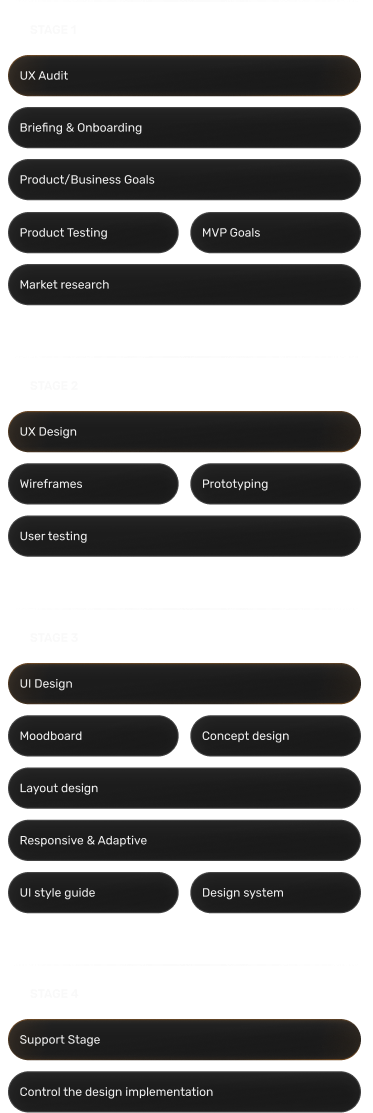 STAGE 1
UX Audit
Briefing & Onboarding
Product/Business Goals
Product Testing
MVP Goals
Market research
STAGE 2
UX Design
Wireframes
Prototyping
User testing
STAGE 3
UI Design
Moodboard
Concept design
Layout design
Responsive & Adaptive
UI style guide
Design system
STAGE 4
Support Stage
Control the design implementation